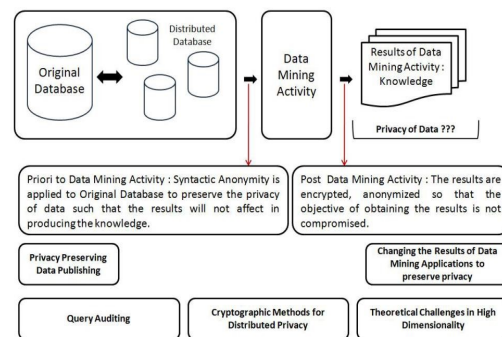 Distributed
Database
Original
Database
Data
Mining
Activity
Results of Data
Mining Activity :
Knowledge
Privacy of Data ???
Priori to Data Mining Activity : Syntactic Anonymity is
applied to Original Database to preserve the privacy
of data such that the results will not affect in
producing the knowledge.
Post Data Mining Activity : The results are
encrypted, anonymized so that the
objective of obtaining the results is not
compromised.
Privacy Preserving
Data Publishing
Changing the Results of Data
Mining Applications to
preserve privacy
Query Auditing
Cryptographic Methods for
Distributed Privacy
Theoretical Challenges in High
Dimensionality